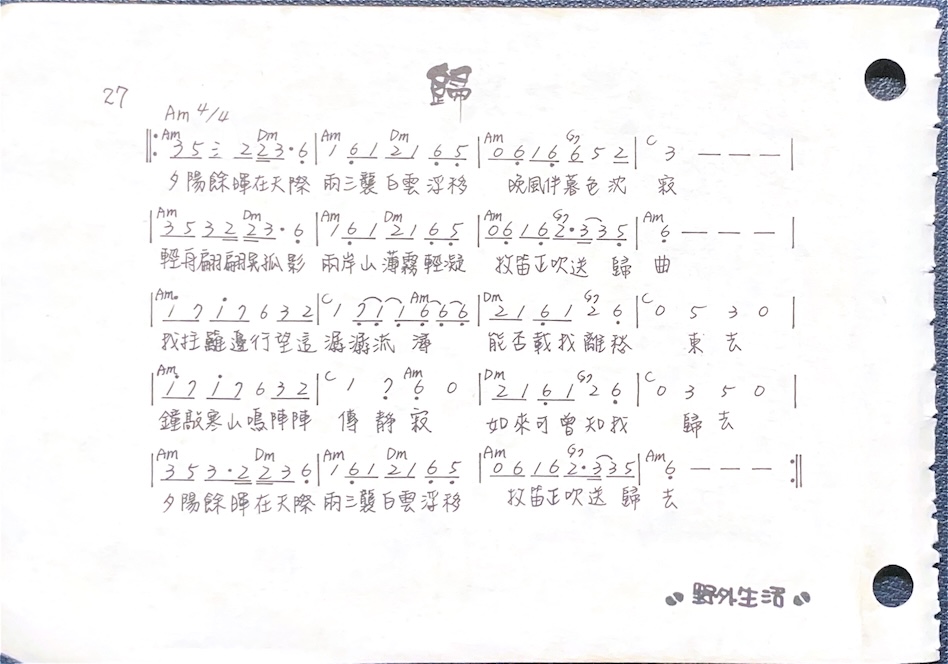 歸
27
Am 4/4
Am Dm Am Dm Am G7 C
3 5 三 2 2 3 · 6 | 1 6 1 2 1 6 5 | 0 6 1 6 6 5 2 | 3 — — — |
夕陽餘暉在天際 兩三襲白雲浮移 晚風伴暮色沈 寂
Am Dm Am Dm Am G7 Am
3 5 3 2 2 3 · 6 | 1 6 1 2 1 6 5 | 0 6 1 6 2 · 3 3 5 | 6 — — — |
輕舟翩翩 孤影 兩岸山薄霧輕凝 牧笛正吹送 歸 曲
Am C Am Dm G7 C
1 7 1 7 6 3 2 | 1 7 1 1 6 6 6 | 2 1 6 1 2 6 | 0 5 3 0 |
我 籬邊行望這 潺潺流 能否載我離 東 去
Am C Am Dm G7 C
1 7 1 7 6 3 2 | 1 7 6 0 | 2 1 6 1 2 6 | 0 3 5 0 |
鐘敲寒山鳴陣陣 傳 靜 寂 如來可曾知我 歸 去
Am Dm Am Dm Am G7 Am
3 5 3 · 2 2 3 6 | 1 6 1 2 1 6 5 | 0 6 1 6 2 · 3 3 5 | 6 — — — :||
夕陽餘暉在天際 兩三襲白雲浮移 牧笛正吹送 歸 去
野外生活